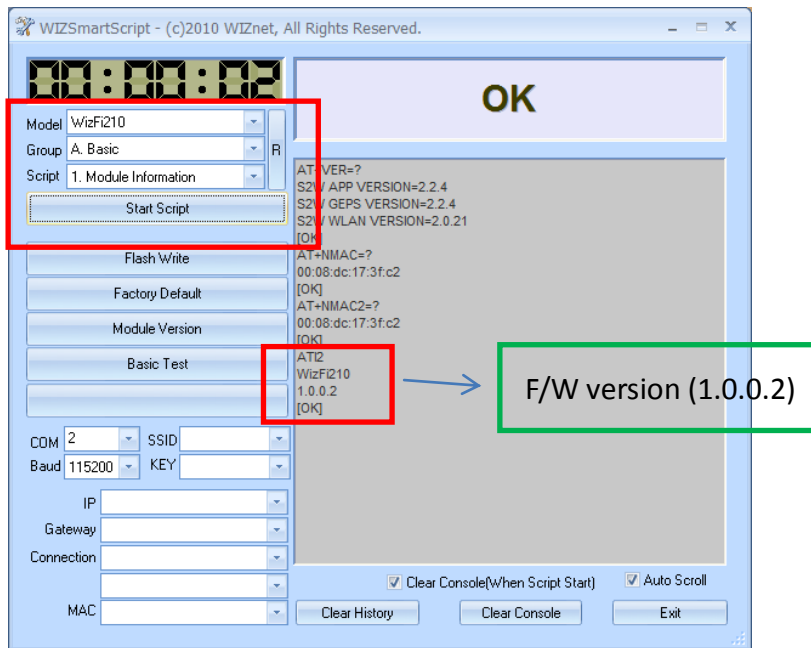 WIZSmartScript - (c)2010 WIZnet, All Rights Reserved.
00:00:02
OK
Model WizFi210
Group A. Basic
R
Script 1. Module Information
Start Script
Flash Write
Factory Default
Module Version
Basic Test
COM 2 SSID
Baud 115200 KEY
IP
Gateway
Connection
MAC
AT+VER=?
S2W APP VERSION=2.2.4
S2W GEPS VERSION=2.2.4
S2W WLAN VERSION=2.0.21
[OK]
AT+NMAC=?
00:08:dc:17:3f:c2
[OK]
AT+NMAC2=?
00:08:dc:17:3f:c2
[OK]
ATI2
WizFi210
1.0.0.2
[OK]
F/W version (1.0.0.2)
Clear Console(When Script Start) Auto Scroll
Clear History Clear Console Exit